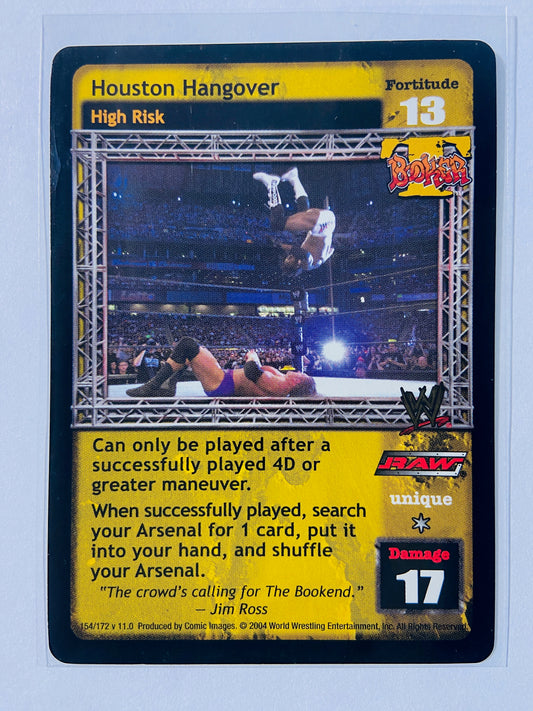 Houston Hangover
Fortitude
13
High Risk
BOOKER
T
W
Can only be played after a
successfully played 4D or
greater maneuver.
RAW
unique
When successfully played, search
your Arsenal for 1 card, put it
into your hand, and shuffle
your Arsenal.
Damage
17
"The crowd's calling for The Bookend."
— Jim Ross
154/172 v 11.0 Produced by Comic Images. © 2004 World Wrestling Entertainment, Inc. All Rights Reserved.